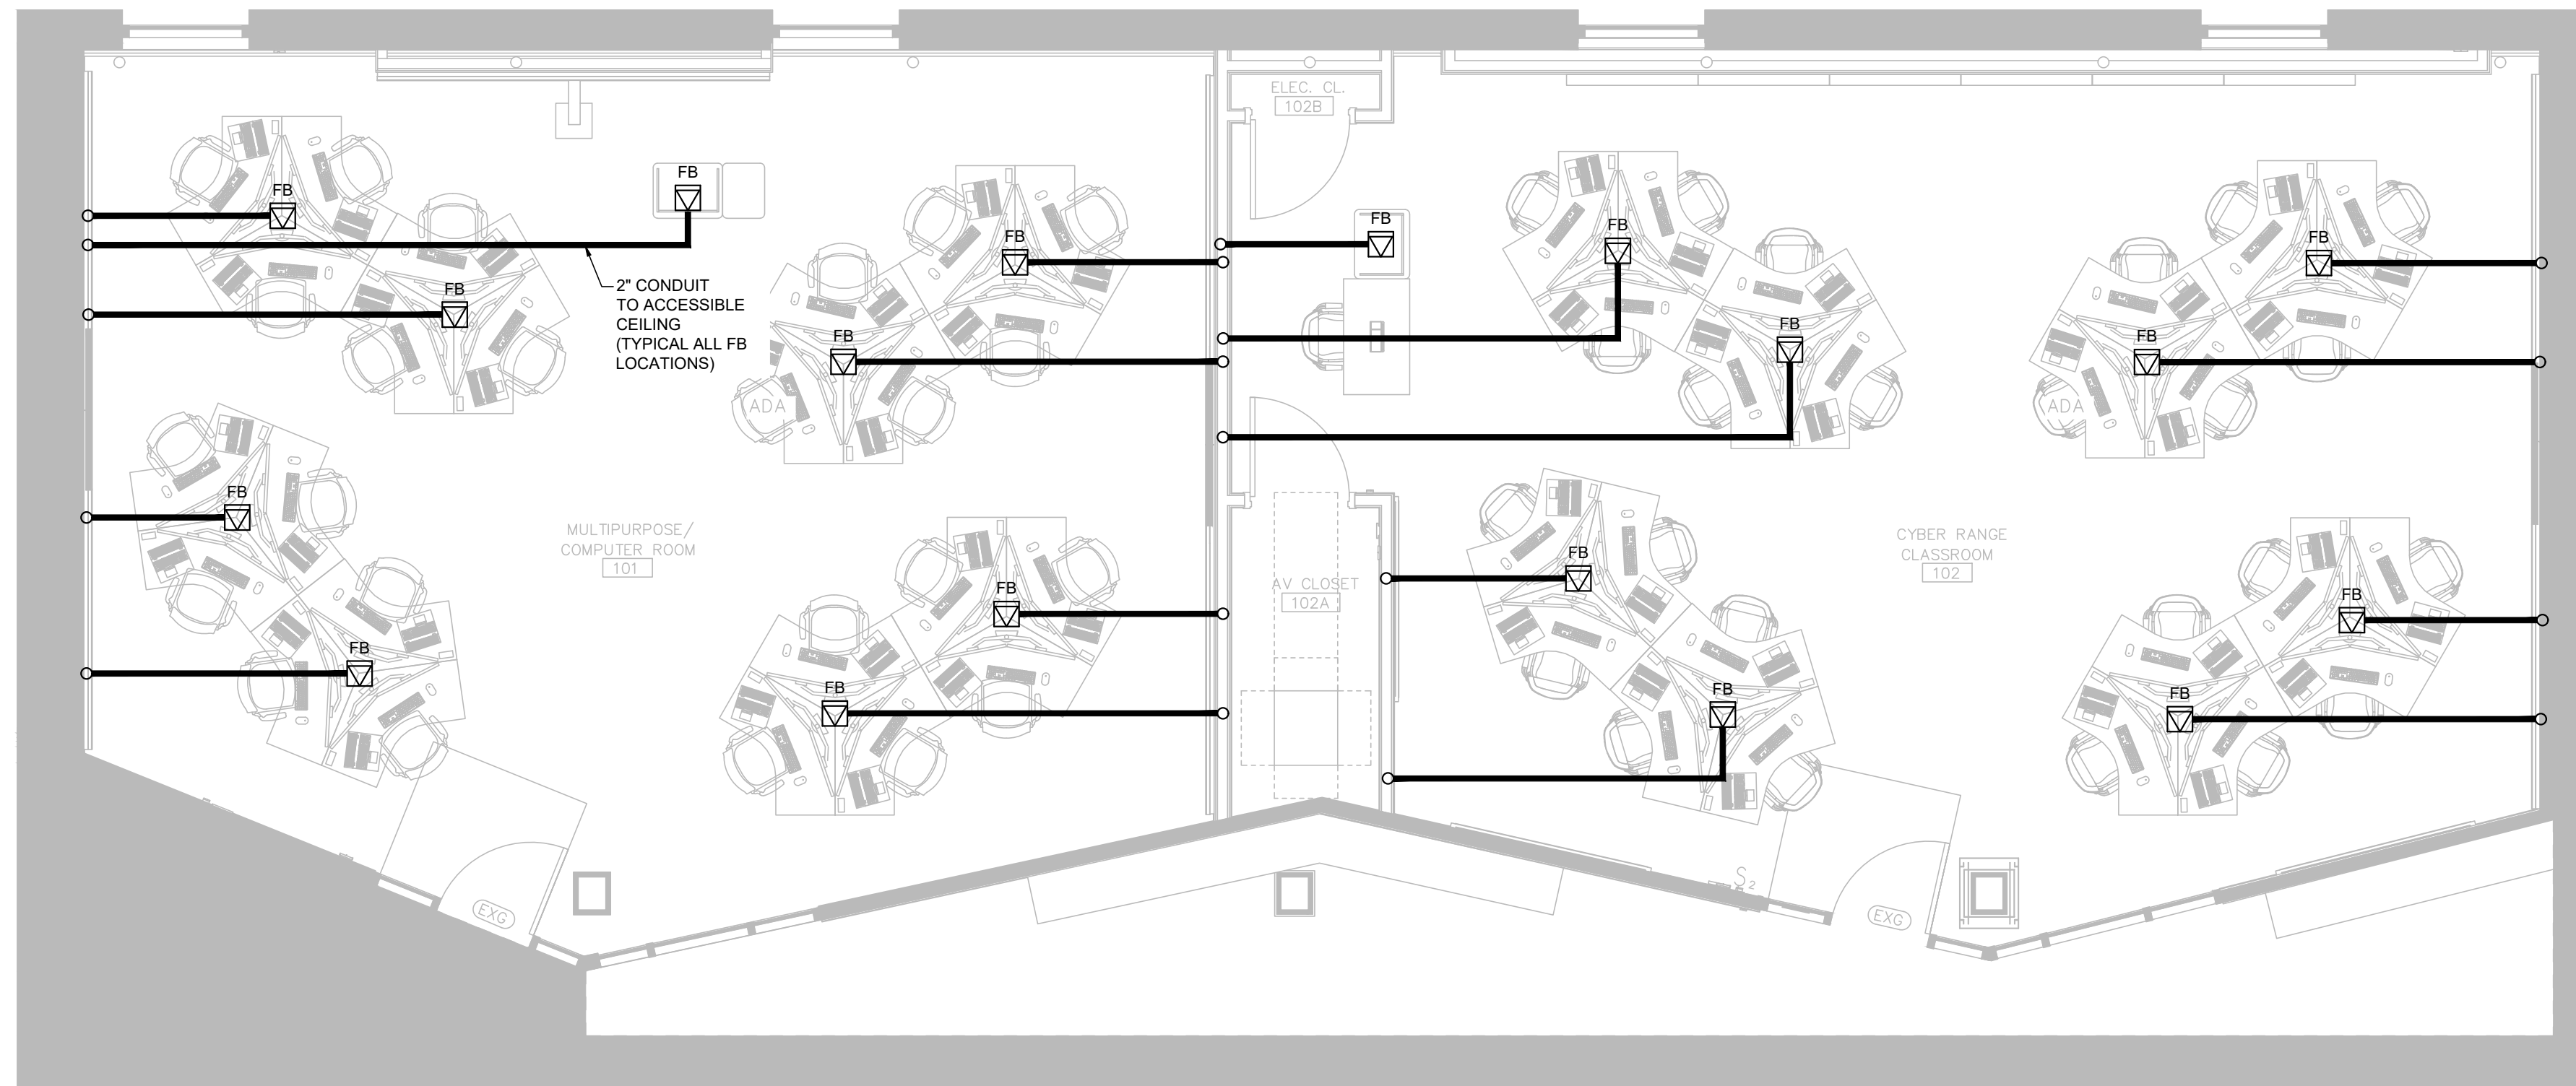 ELEC. CL.
102B
FB
FB
FB
FB
FB
FB
FB
FB
2" CONDUIT
TO ACCESSIBLE
CEILING
(TYPICAL ALL FB
LOCATIONS)
FB
FB
FB
FB
ADA
ADA
FB
MULTIPURPOSE/
COMPUTER ROOM
101
CYBER RANGE
CLASSROOM
102
FB
AV CLOSET
102A
FB
FB
FB
FB
FB
FB
S2
EXG
EXG